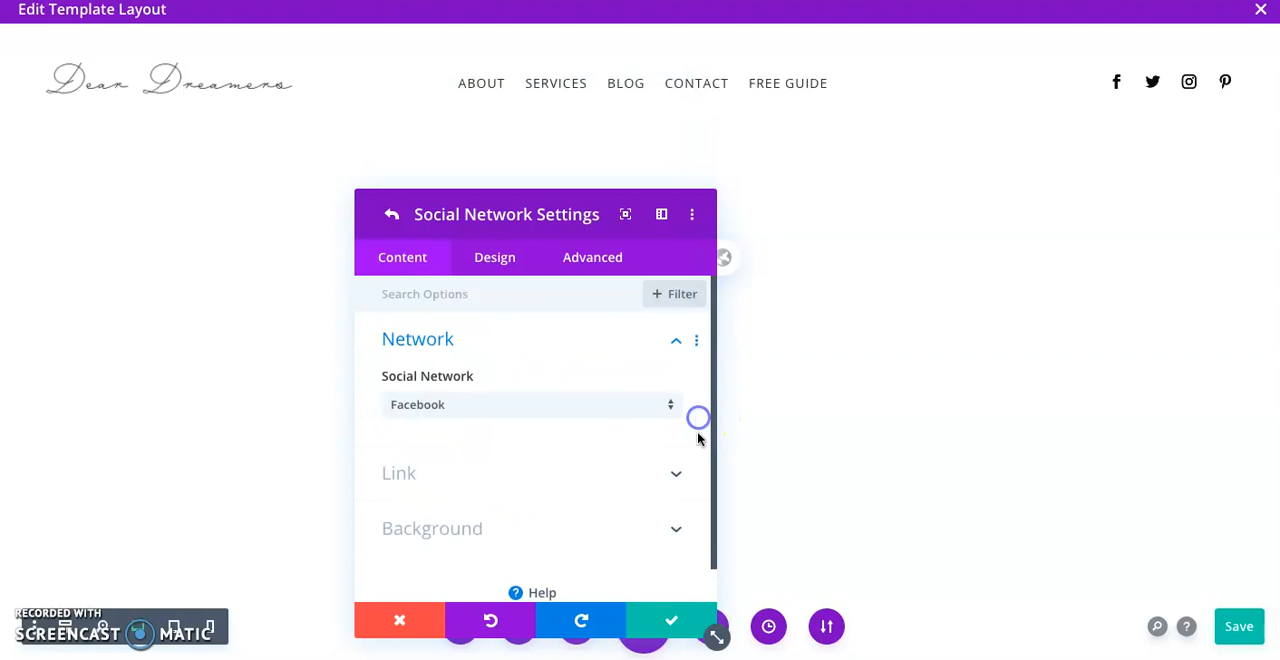 Edit Template Layout
Dear Dreamers
ABOUT SERVICES BLOG CONTACT FREE GUIDE
Social Network Settings
Content Design Advanced
Search Options + Filter
Network
Social Network
Facebook
Link
Background
Help
RECORDED WITH
SCREENCAST MATIC
Save